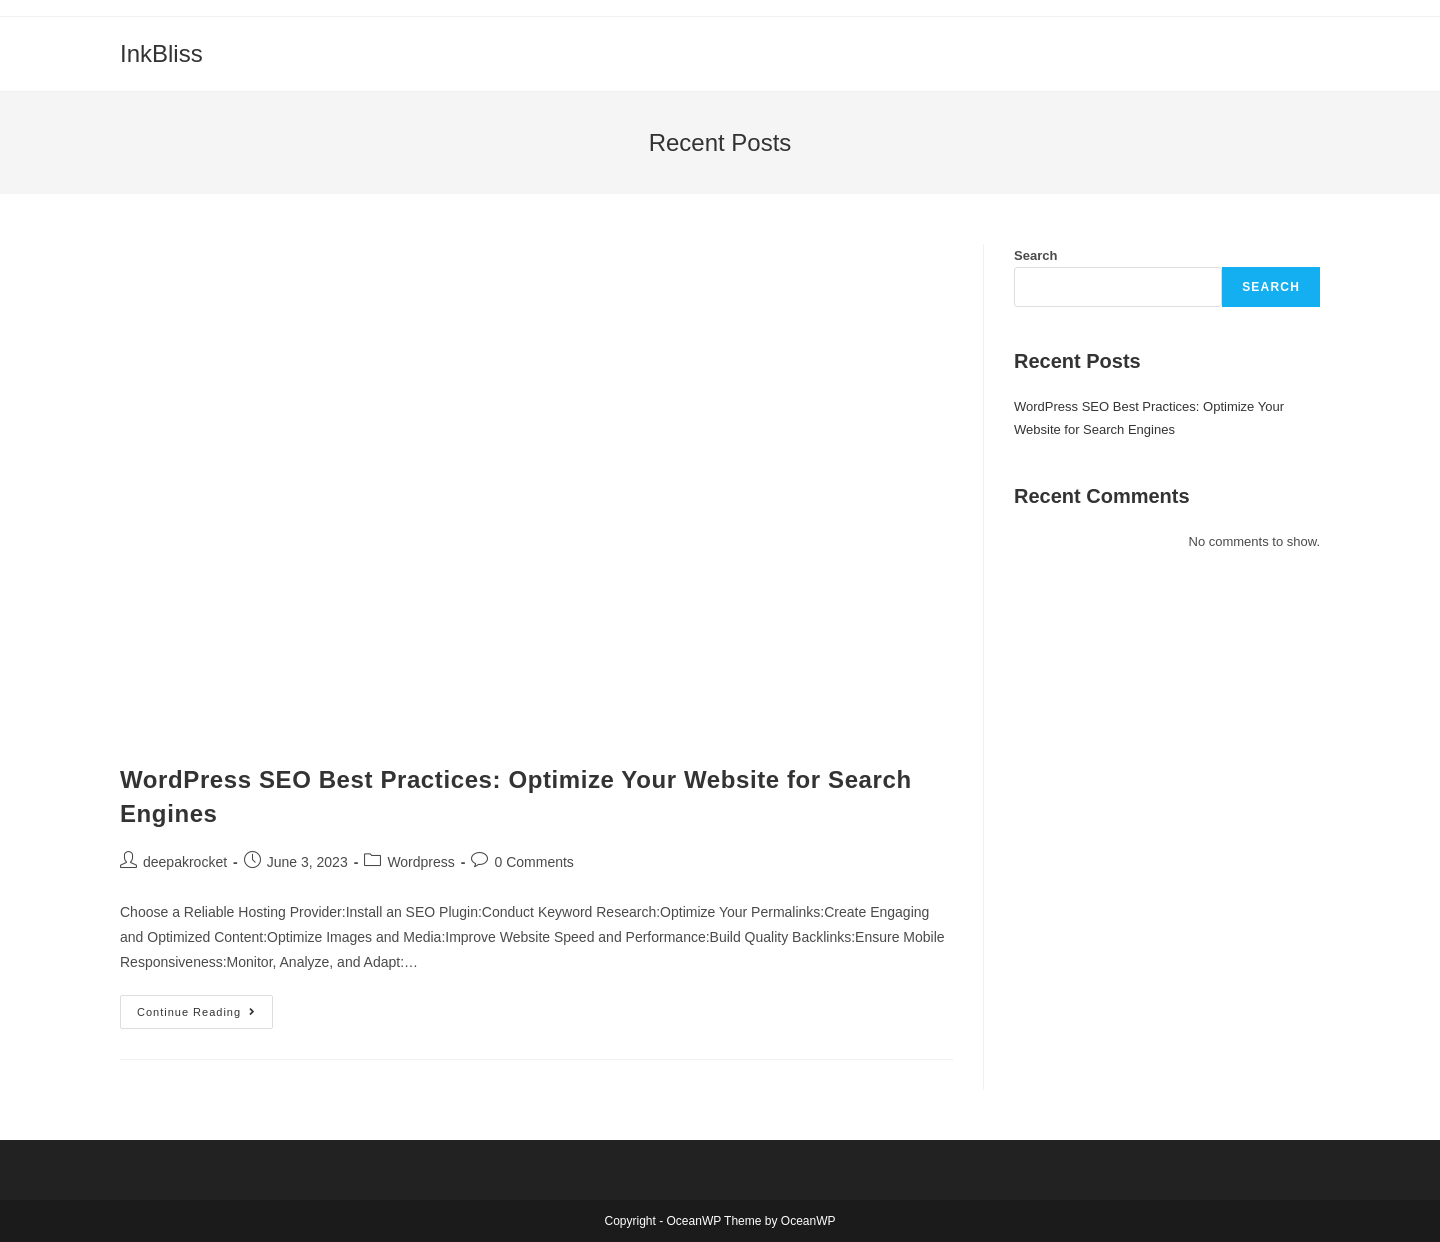 InkBliss
Recent Posts
WordPress SEO Best Practices: Optimize Your Website for Search
Engines
deepakrocket - June 3, 2023 - Wordpress - 0 Comments
Choose a Reliable Hosting Provider:Install an SEO Plugin:Conduct Keyword Research:Optimize Your Permalinks:Create Engaging
and Optimized Content:Optimize Images and Media:Improve Website Speed and Performance:Build Quality Backlinks:Ensure Mobile
Responsiveness:Monitor, Analyze, and Adapt:…
Continue Reading
Search
SEARCH
Recent Posts
WordPress SEO Best Practices: Optimize Your
Website for Search Engines
Recent Comments
No comments to show.
Copyright - OceanWP Theme by OceanWP